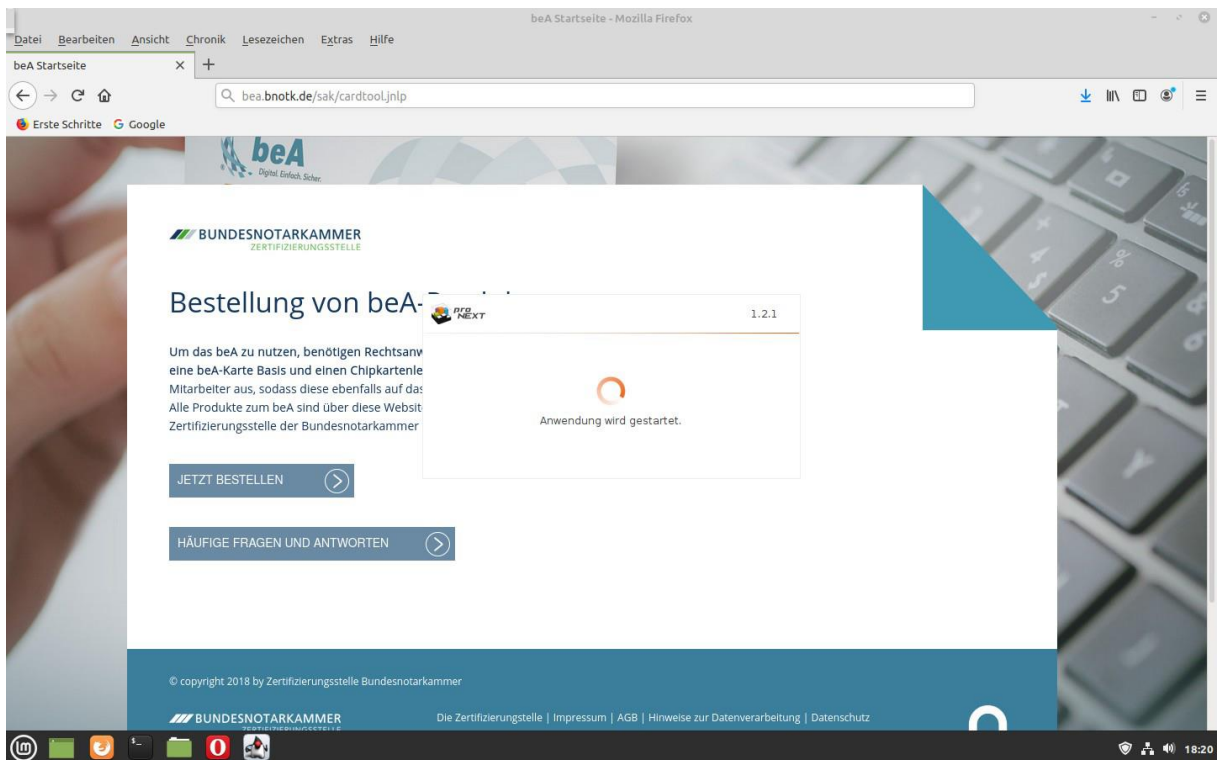 beA Startseite - Mozilla Firefox
Datei Bearbeiten Ansicht Chronik Lesezeichen Extras Hilfe
beA Startseite
bea.bnotk.de/sak/cardtool.jnlp
Erste Schritte Google
beA
Digital. Einfach. Sicher.
BUNDESNOTARKAMMER
ZERTIFIZIERUNGSSTELLE
Bestellung von beA-
pro NEXT 1.2.1
Um das beA zu nutzen, benötigen
eine beA-Karte Basis und einen
Mitarbeiter aus, sodass diese ebenfalls auf
Alle Produkte zum beA sind über diese
Zertifizierungsstelle der Bundesnotarkammer
Anwendung wird gestartet.
JETZT BESTELLEN
HÄUFIGE FRAGEN UND ANTWORTEN
© copyright 2018 by Zertifizierungsstelle Bundesnotarkammer
BUNDESNOTARKAMMER
ZERTIFIZIERUNGSSTELLE
Die Zertifizierungstelle | Impressum | AGB | Hinweise zur Datenverarbeitung | Datenschutz
18:20